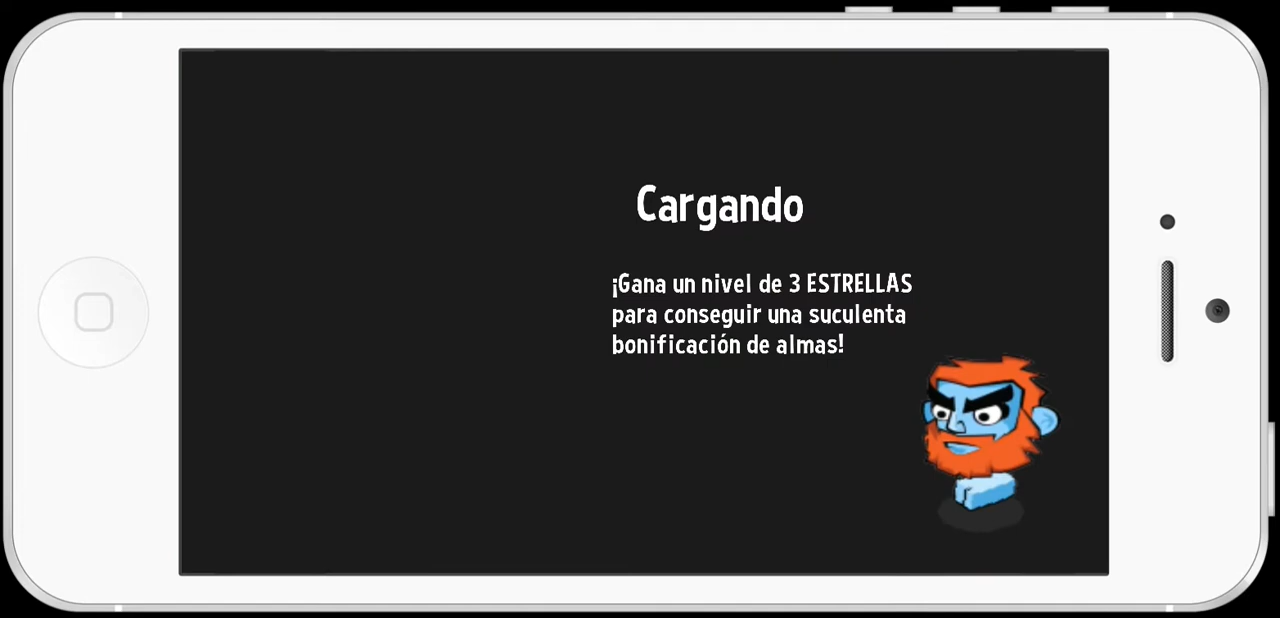 Cargando
¡Gana un nivel de 3 ESTRELLAS
para conseguir una suculenta
bonificación de almas!